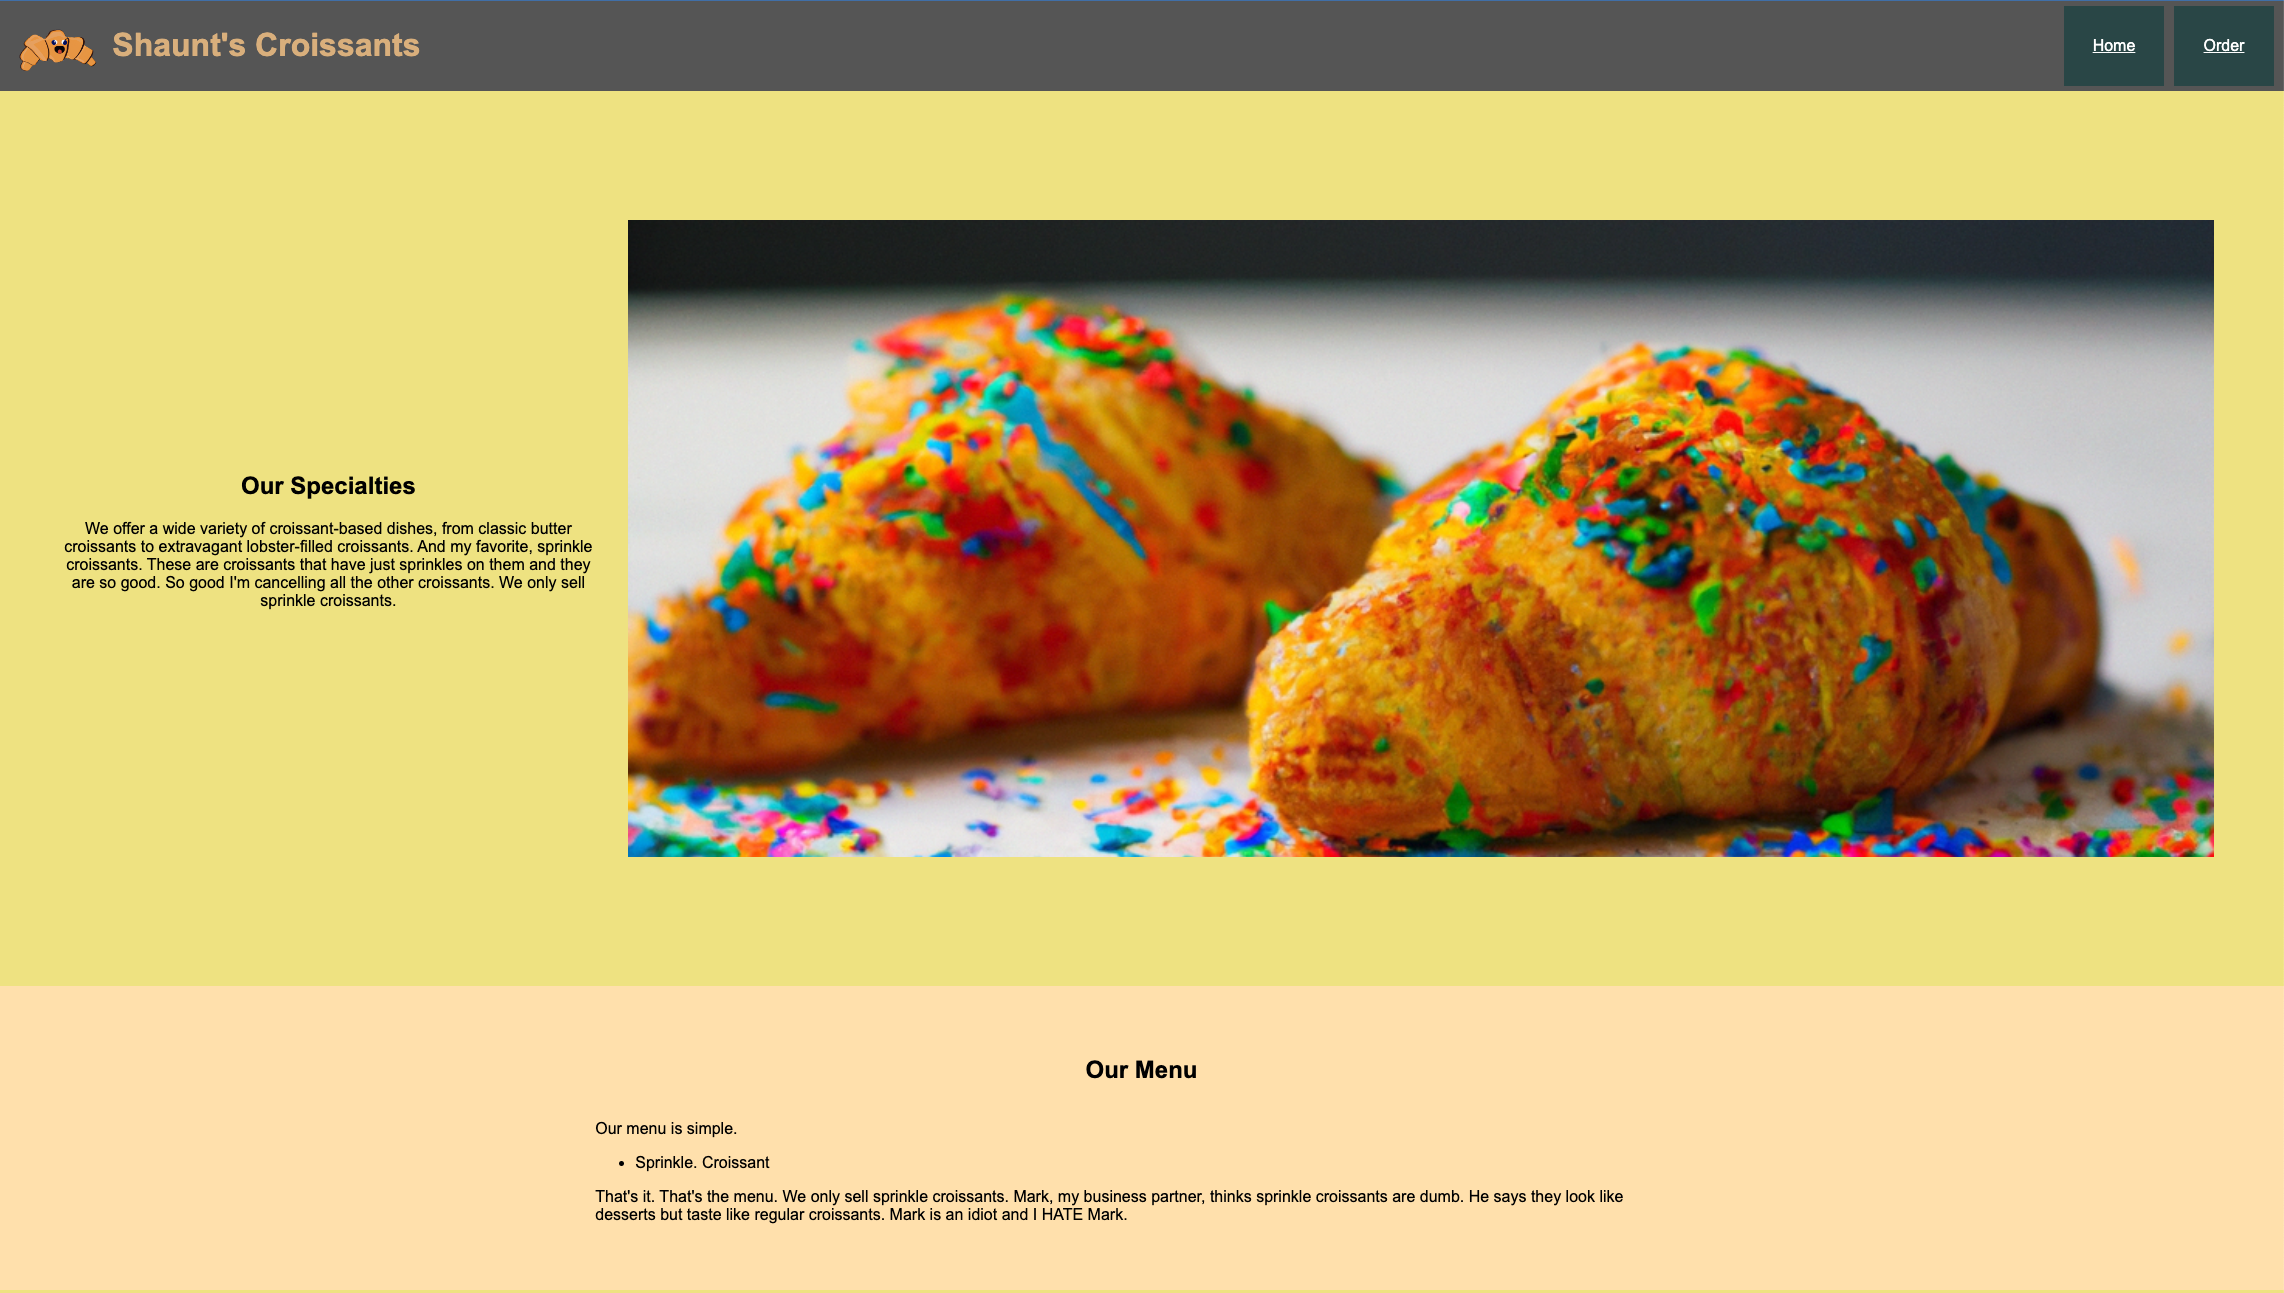 Shaunt's Croissants
Home
Order
Our Specialties
We offer a wide variety of croissant-based dishes, from classic butter
croissants to extravagant lobster-filled croissants. And my favorite, sprinkle
croissants. These are croissants that have just sprinkles on them and they
are so good. So good I'm cancelling all the other croissants. We only sell
sprinkle croissants.
Our Menu
Our menu is simple.
• Sprinkle. Croissant
That's it. That's the menu. We only sell sprinkle croissants. Mark, my business partner, thinks sprinkle croissants are dumb. He says they look like
desserts but taste like regular croissants. Mark is an idiot and I HATE Mark.